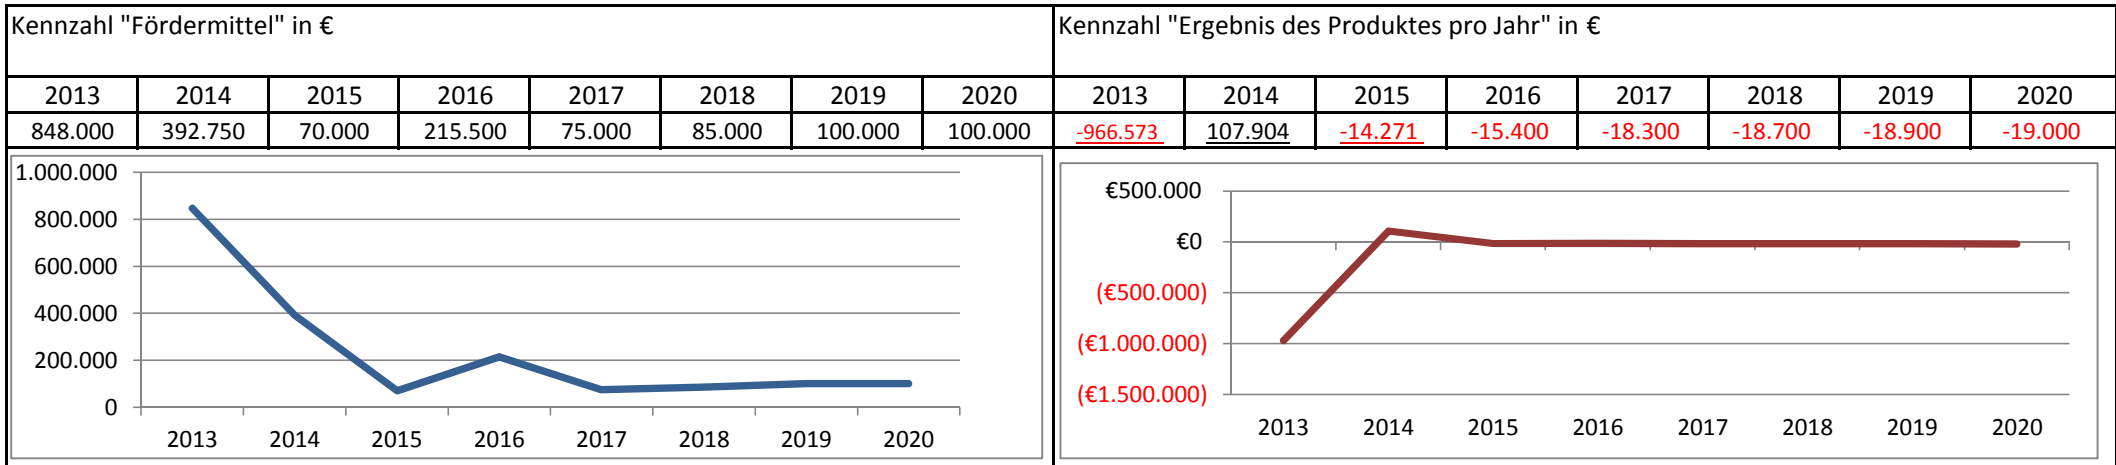 Kennzahl "Fördermittel" in €
Kennzahl "Ergebnis des Produktes pro Jahr" in €
2013 2014 2015 2016 2017 2018 2019 2020 2013 2014 2015 2016 2017 2018 2019 2020
848.000 392.750 70.000 215.500 75.000 85.000 100.000 100.000 -966.573 107.904 -14.271 -15.400 -18.300 -18.700 -18.900 -19.000
1.000.000
800.000
600.000
400.000
200.000
0
2013 2014 2015 2016 2017 2018 2019 2020
€500.000
€0
(€500.000)
(€1.000.000)
(€1.500.000)
2013 2014 2015 2016 2017 2018 2019 2020